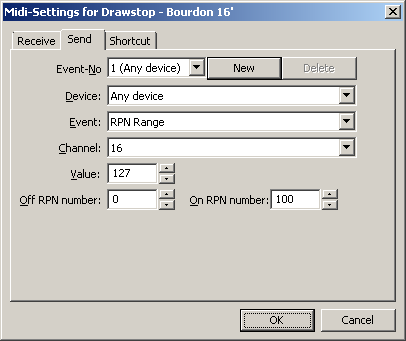 Midi-Settings for Drawstop - Bourdon 16'
Receive Send Shortcut
Event-No 1 (Any device) New Delete
Device: Any device
Event: RPN Range
Channel: 16
Value: 127
Off RPN number: 0 On RPN number: 100
OK Cancel